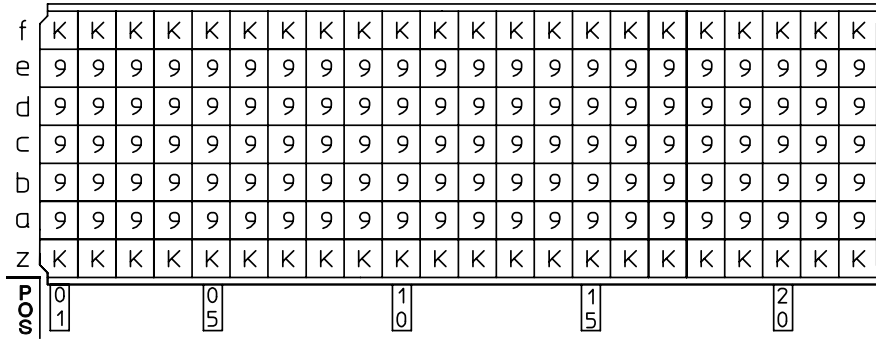 f K K K K K K K K K K K K K K K K K K K K K K
e 9 9 9 9 9 9 9 9 9 9 9 9 9 9 9 9 9 9 9 9 9 9
d 9 9 9 9 9 9 9 9 9 9 9 9 9 9 9 9 9 9 9 9 9 9
c 9 9 9 9 9 9 9 9 9 9 9 9 9 9 9 9 9 9 9 9 9 9
b 9 9 9 9 9 9 9 9 9 9 9 9 9 9 9 9 9 9 9 9 9 9
a 9 9 9 9 9 9 9 9 9 9 9 9 9 9 9 9 9 9 9 9 9 9
z K K K K K K K K K K K K K K K K K K K K K K
POS 01 05 10 15 20